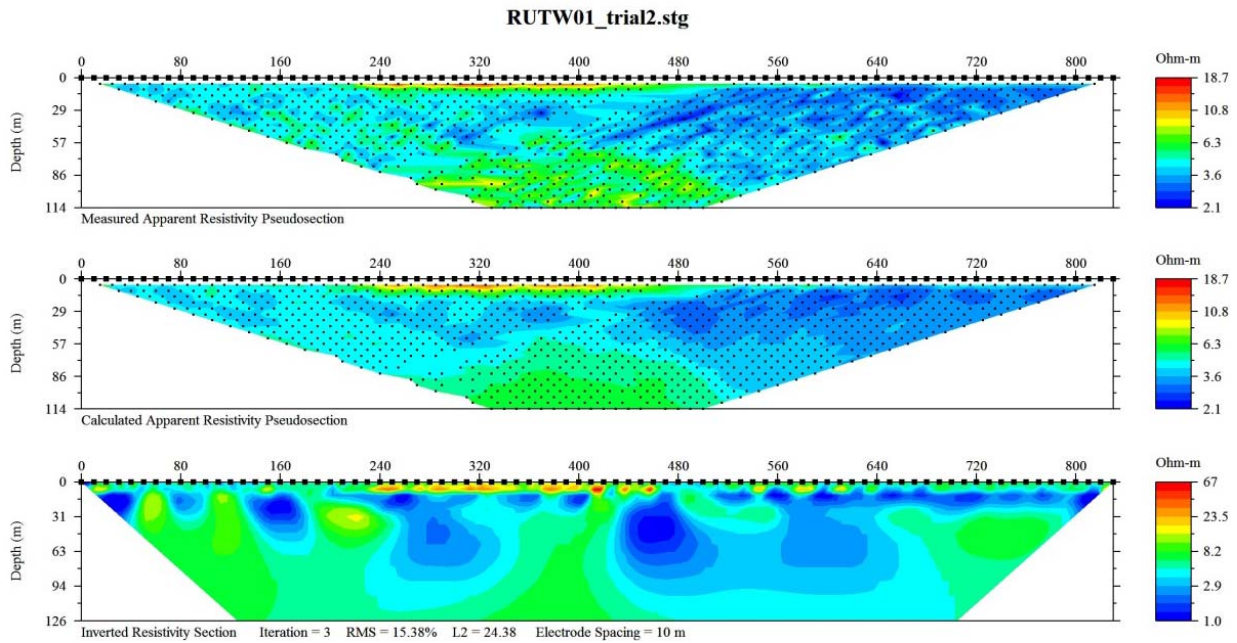 RUTW01_trial2.stg
0 80 160 240 320 400 480 560 640 720 800
Ohm-m
Depth (m)
0
29
57
86
114
18.7
10.8
6.3
3.6
2.1
Measured Apparent Resistivity Pseudosection
0 80 160 240 320 400 480 560 640 720 800
Ohm-m
Depth (m)
0
29
57
86
114
18.7
10.8
6.3
3.6
2.1
Calculated Apparent Resistivity Pseudosection
0 80 160 240 320 400 480 560 640 720 800
Ohm-m
Depth (m)
0
31
63
94
126
67
23.5
8.2
2.9
1.0
Inverted Resistivity Section Iteration = 3 RMS = 15.38% L2 = 24.38 Electrode Spacing = 10 m